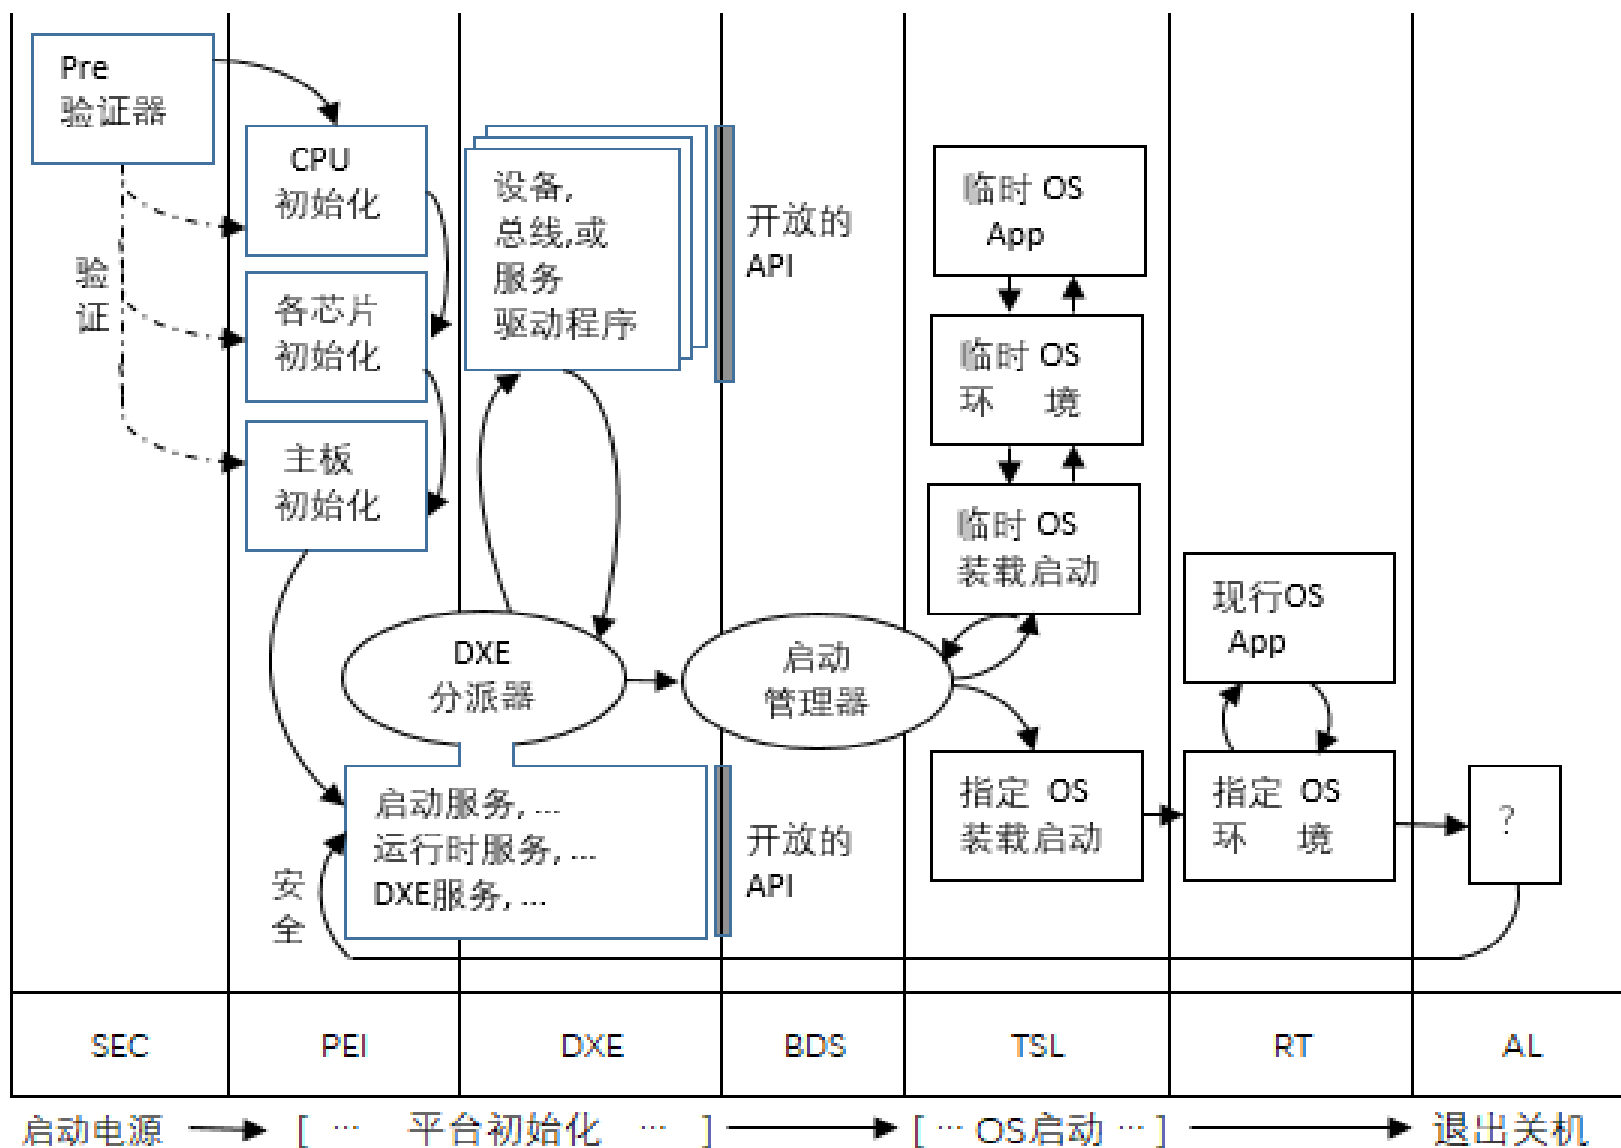 Pre
验证器
验
证
CPU
初始化
各芯片
初始化
主板
初始化
设备,
总线,或
服务
驱动程序
开放的
API
DXE
分派器
启动服务, ...
运行时服务, ...
DXE服务, ...
安
全
启动
管理器
开放的
API
临时 OS
App
临时 OS
环 境
临时 OS
装载启动
指定 OS
装载启动
现行OS
App
指定 OS
环 境
?
SEC PEI DXE BDS TSL RT AL
启动电源 [ ··· 平台初始化 ··· ] [ ··· OS启动 ··· ] 退出关机